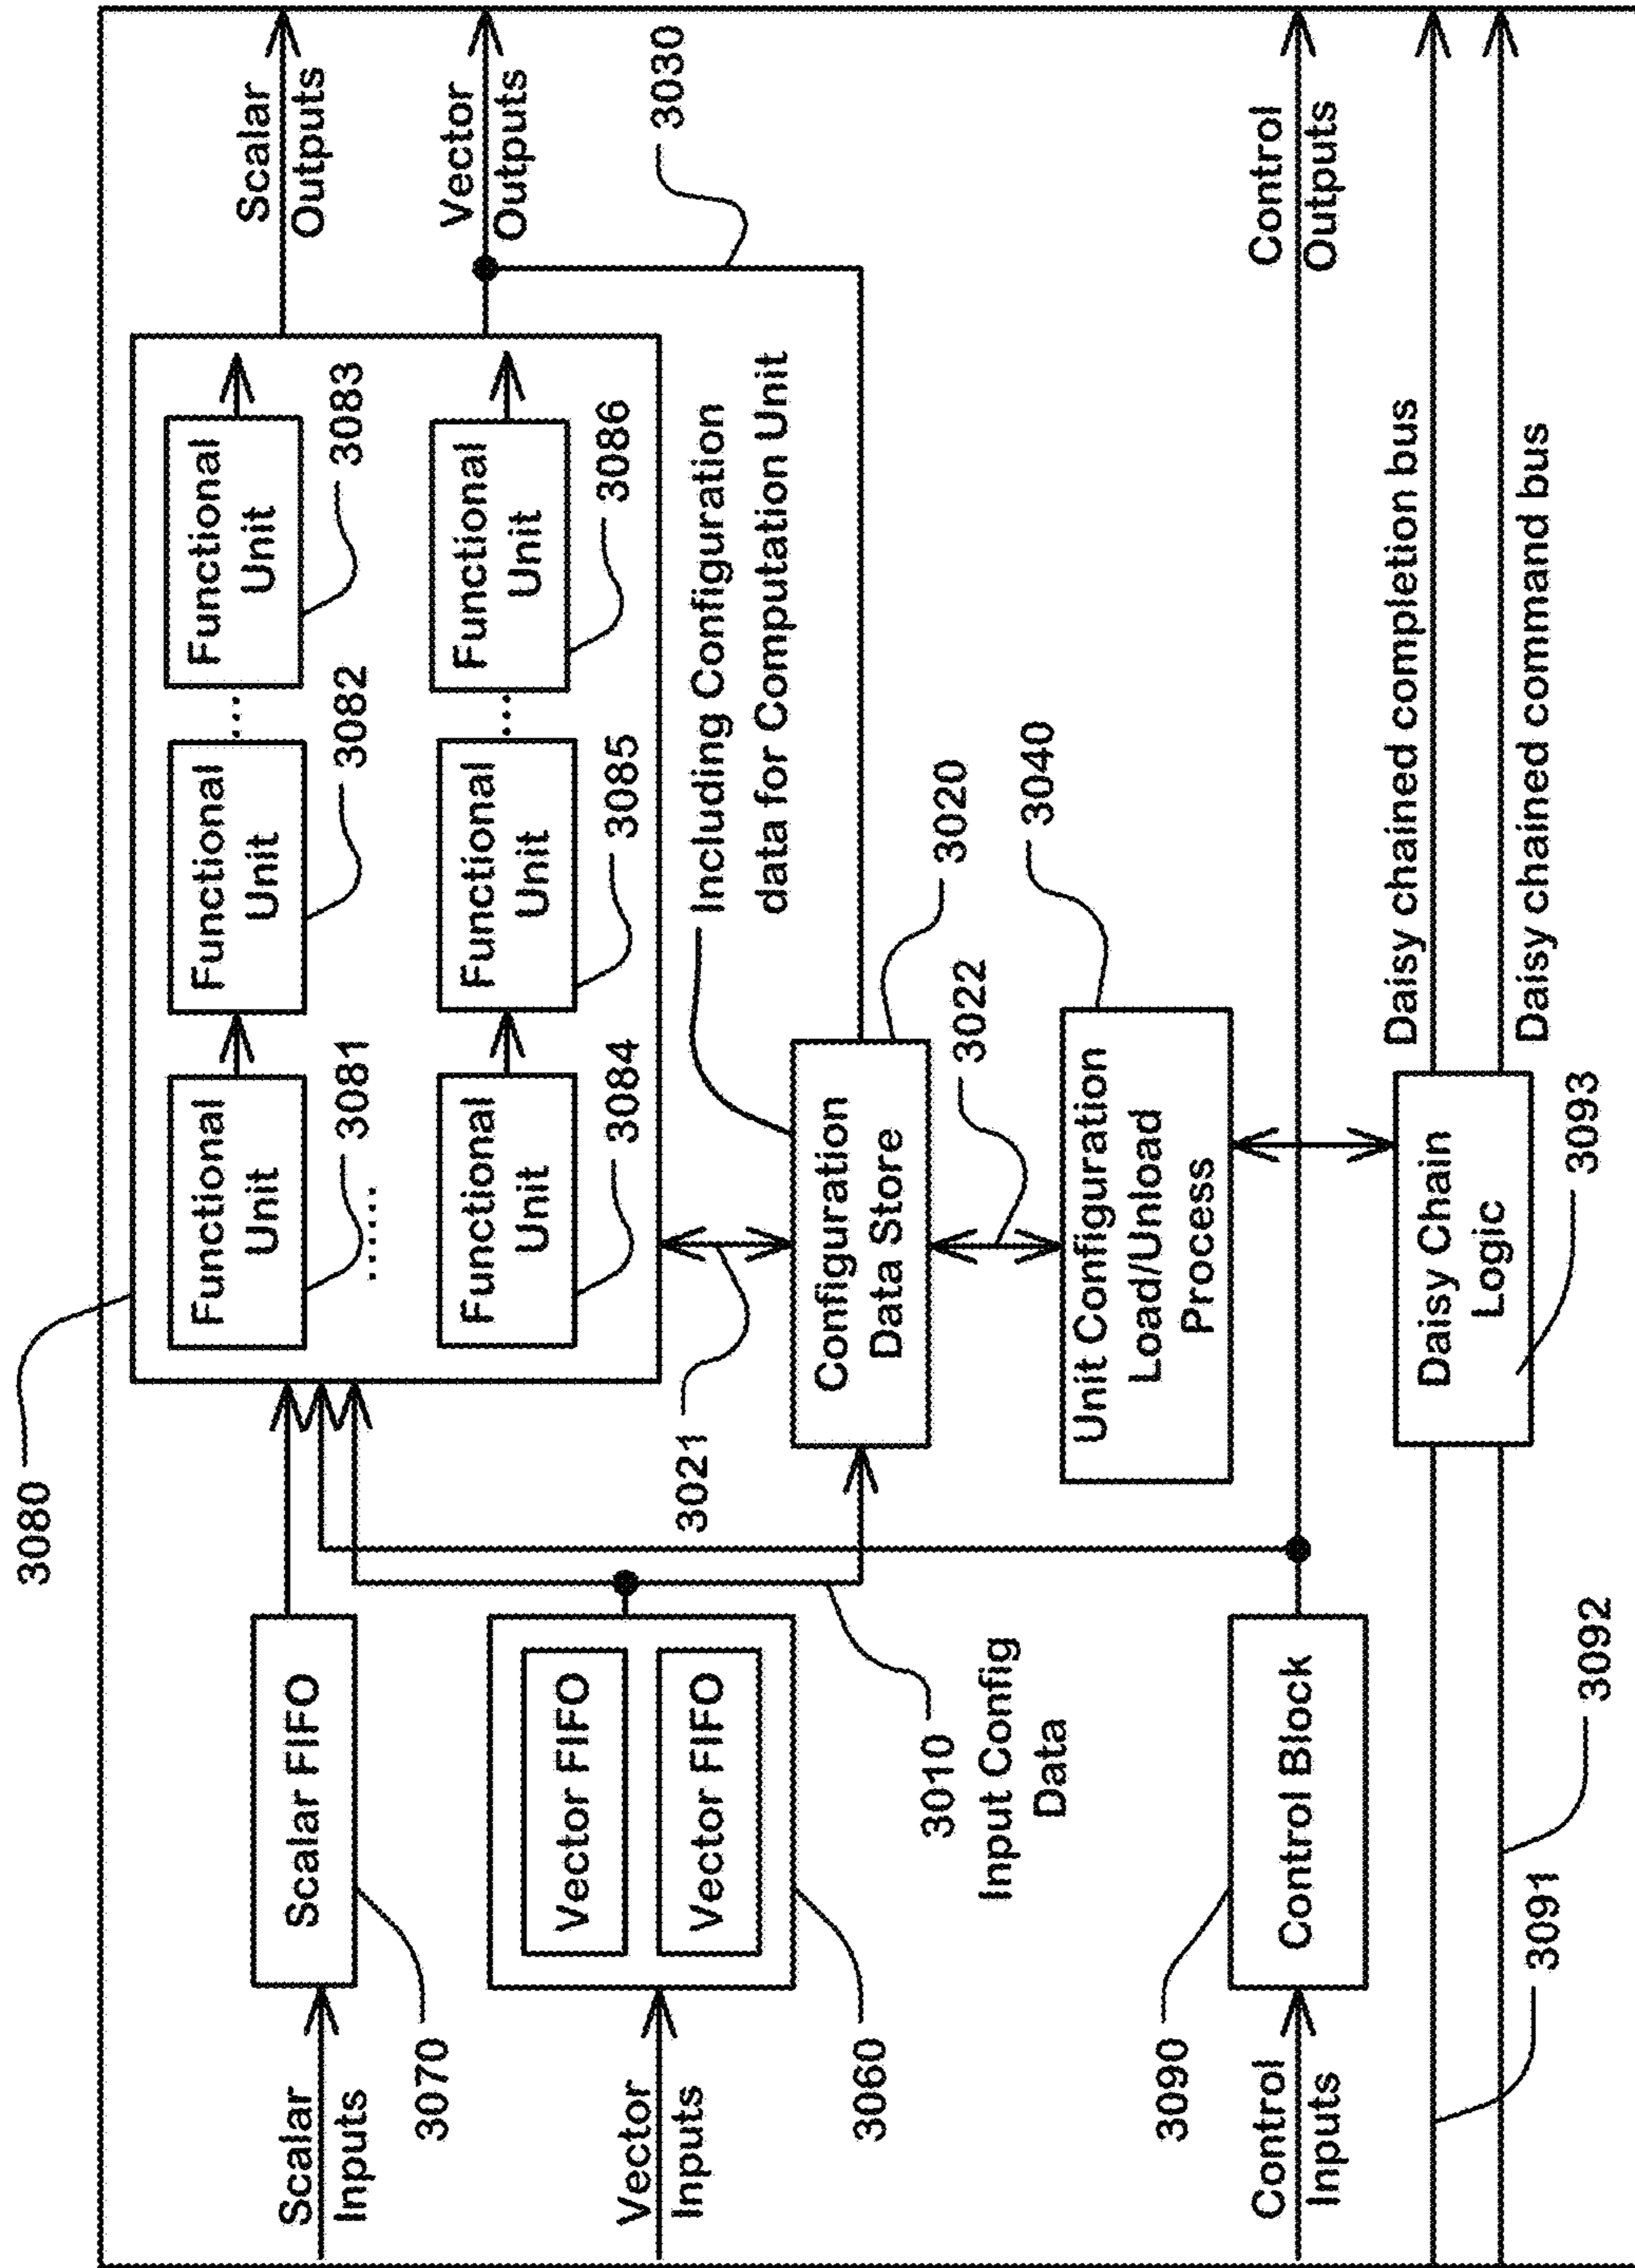 3080
Scalar
Inputs
Scalar FIFO
3070
Vector
Inputs
Vector FIFO
Vector FIFO
3060
3010
Input Config
Data
Control
Inputs
Control Block
3090
3091
3092
Functional
Unit
3081
......
Functional
Unit
3082
...
Functional
Unit
3083
Functional
Unit
3084
Functional
Unit
3085
...
Functional
Unit
3086
Scalar
Outputs
Vector
Outputs
3030
Including Configuration
data for Computation Unit
3021
Configuration
Data Store
3020
3022
Unit Configuration
Load/Unload
Process
3040
Control
Outputs
Daisy Chain
Logic
3093
Daisy chained completion bus
Daisy chained command bus